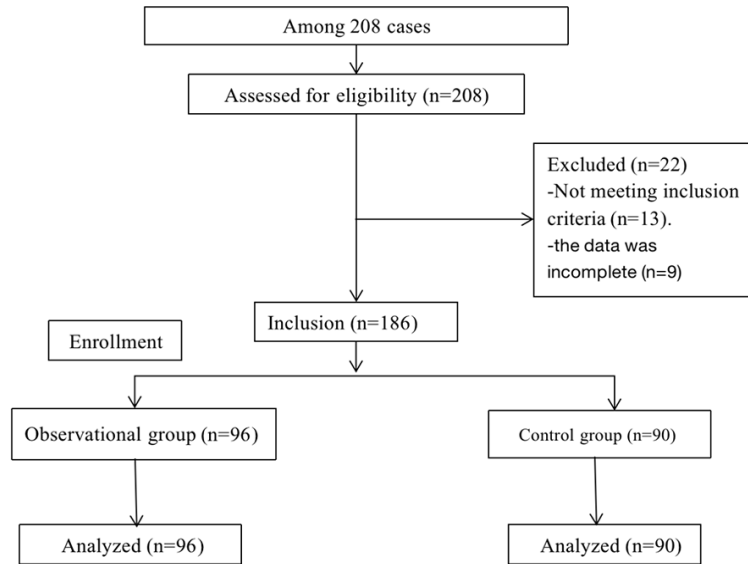 Among 208 cases
Assessed for eligibility (n=208)
Excluded (n=22)
-Not meeting inclusion
criteria (n=13).
-the data was
incomplete (n=9)
Inclusion (n=186)
Enrollment
Observational group (n=96)
Control group (n=90)
Analyzed (n=96)
Analyzed (n=90)